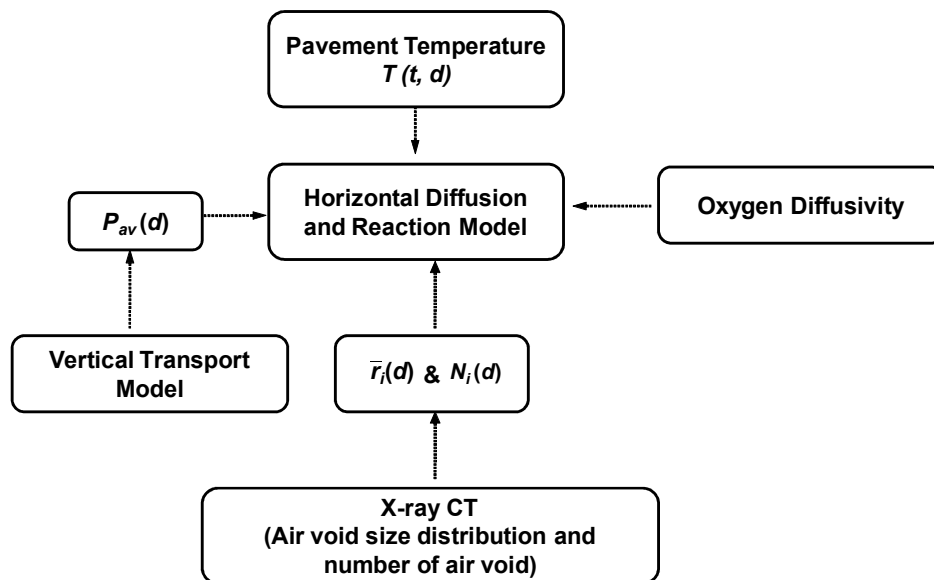 Pavement Temperature
T (t, d)
Horizontal Diffusion
and Reaction Model
Oxygen Diffusivity
P_av (d)
Vertical Transport
Model
r̅_i(d) & N_i(d)
X-ray CT
(Air void size distribution and
number of air void)